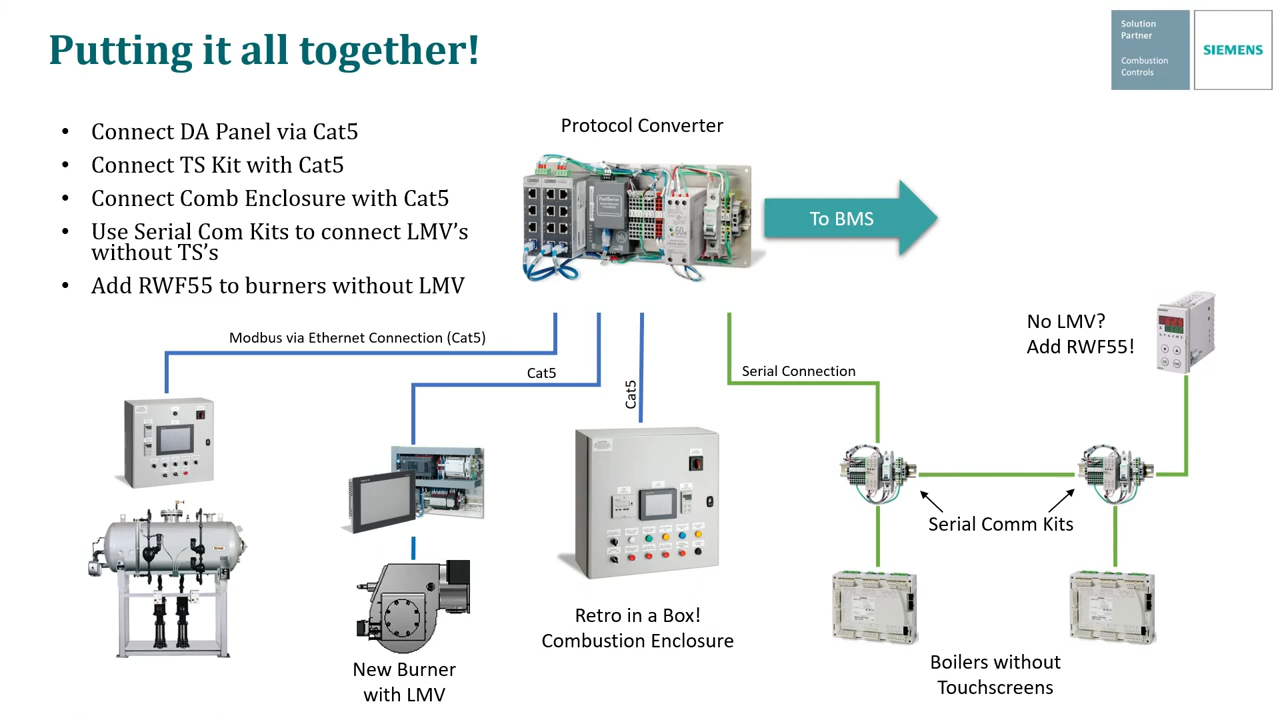 Putting it all together!
Solution
Partner
Combustion
Controls
SIEMENS
• Connect DA Panel via Cat5
• Connect TS Kit with Cat5
• Connect Comb Enclosure with Cat5
• Use Serial Com Kits to connect LMV’s
without TS’s
• Add RWF55 to burners without LMV
Protocol Converter
To BMS
Modbus via Ethernet Connection (Cat5)
Cat5
Cat5
Serial Connection
No LMV?
Add RWF55!
Serial Comm Kits
New Burner
with LMV
Retro in a Box!
Combustion Enclosure
Boilers without
Touchscreens